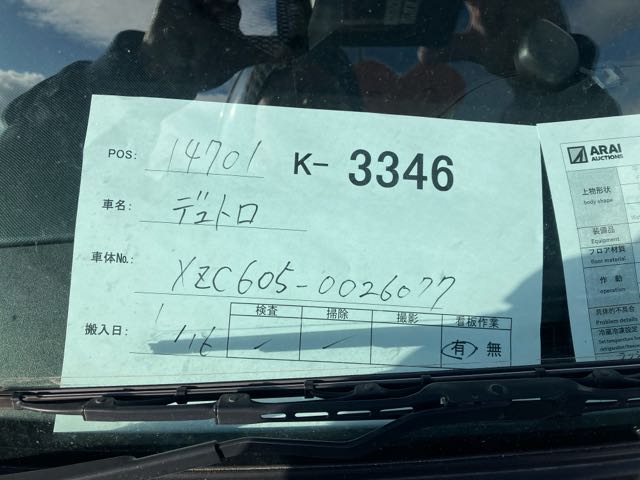 POS: 14701 K- 3346
車名: デュトロ
車体No.: XZC605-0026077
検査 掃除 撮影 看板作業
搬入日: 1/16 有 無
ARAI
AUCTIONS
上物形状
body shape
装備品
Equipment
フロア材質
floor material
作動
operation
具体的不具合
Problem details
冷蔵冷凍設定